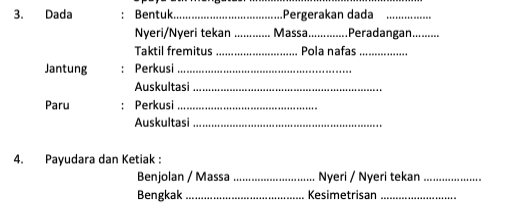 3. Dada : Bentuk....................................Pergerakan dada ...............
Nyeri/Nyeri tekan ............ Massa.............Peradangan.........
Taktil fremitus ........................... Pola nafas ................
Jantung : Perkusi ..........................................................
Auskultasi ...............................................................
Paru : Perkusi ...............................................
Auskultasi ...............................................................
4. Payudara dan Ketiak :
Benjolan / Massa ........................... Nyeri / Nyeri tekan ...................
Bengkak ....................................... Kesimetrisan .........................